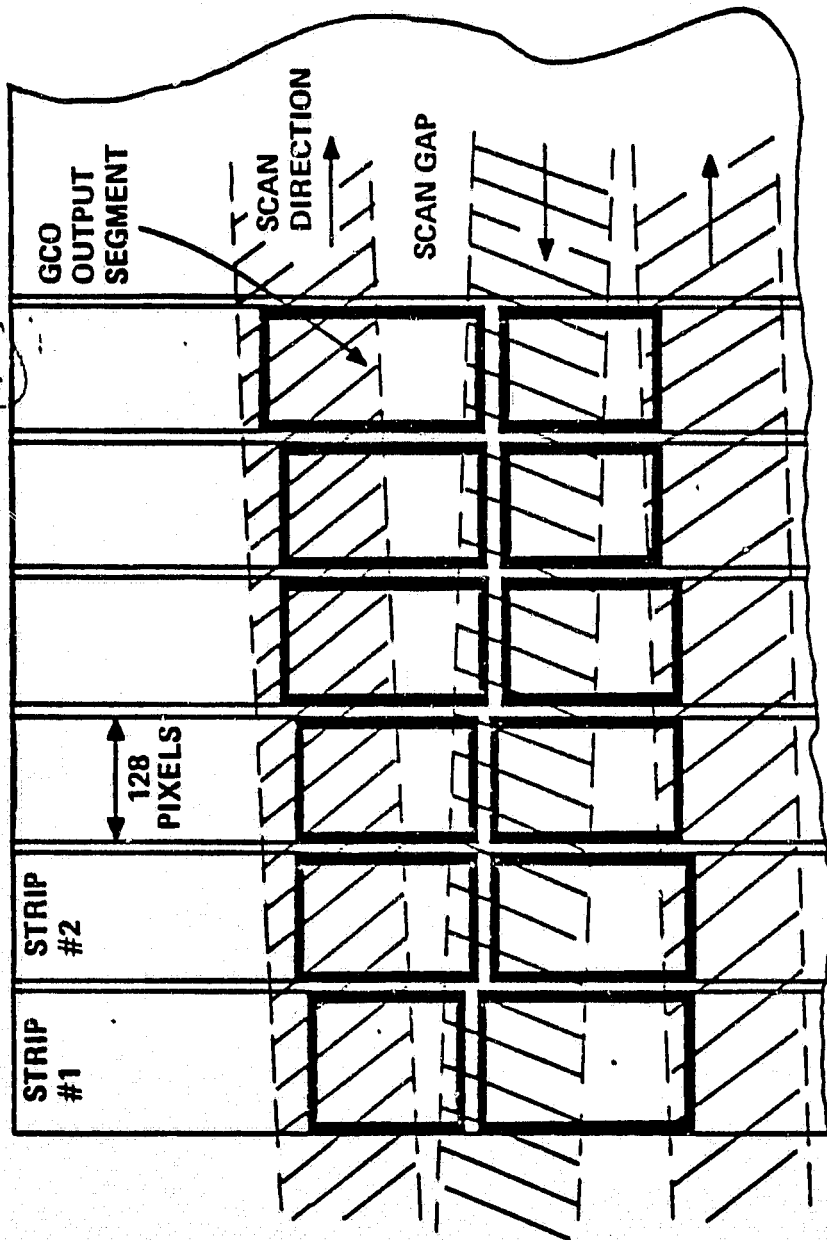 STRIP
#1
STRIP
#2
128
PIXELS
GCO
OUTPUT
SEGMENT
SCAN
DIRECTION
SCAN GAP